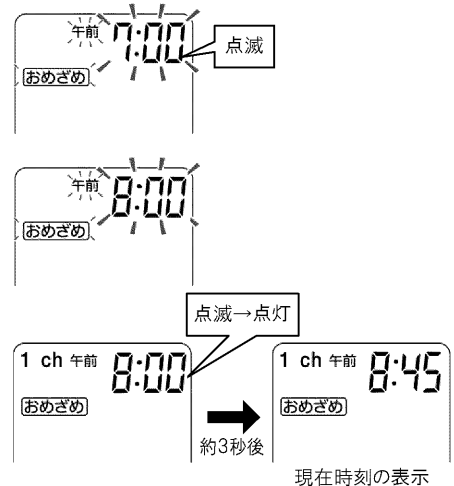 午前 7:00
点滅
おめざめ
午前 8:00
おめざめ
点滅→点灯
1 ch 午前 8:00
おめざめ
約3秒後
1 ch 午前 8:45
おめざめ
現在時刻の表示